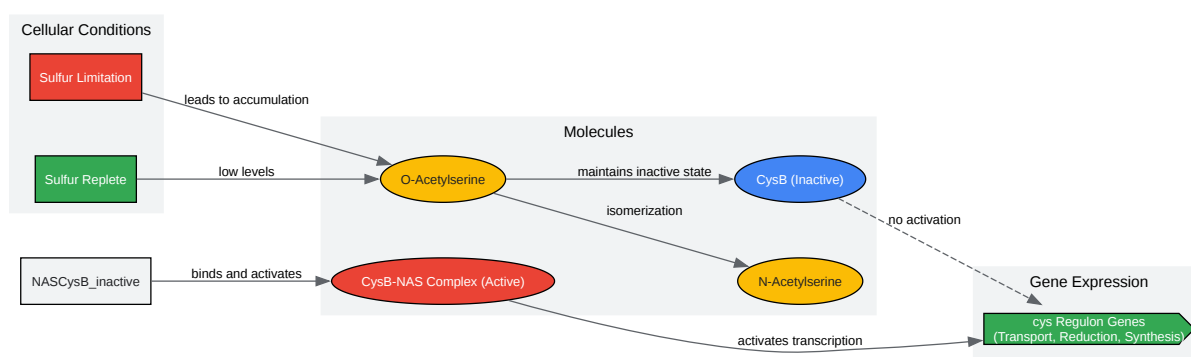 Cellular Conditions
Sulfur Limitation
leads to accumulation
Molecules
Sulfur Replete
low levels
O-Acetylserine
maintains inactive state
CysB (Inactive)
isomerization
no activation
NASCysB_inactive
binds and activates
CysB-NAS Complex (Active)
N-Acetylserine
Gene Expression
cys Regulon Genes
(Transport, Reduction, Synthesis)
activates transcription